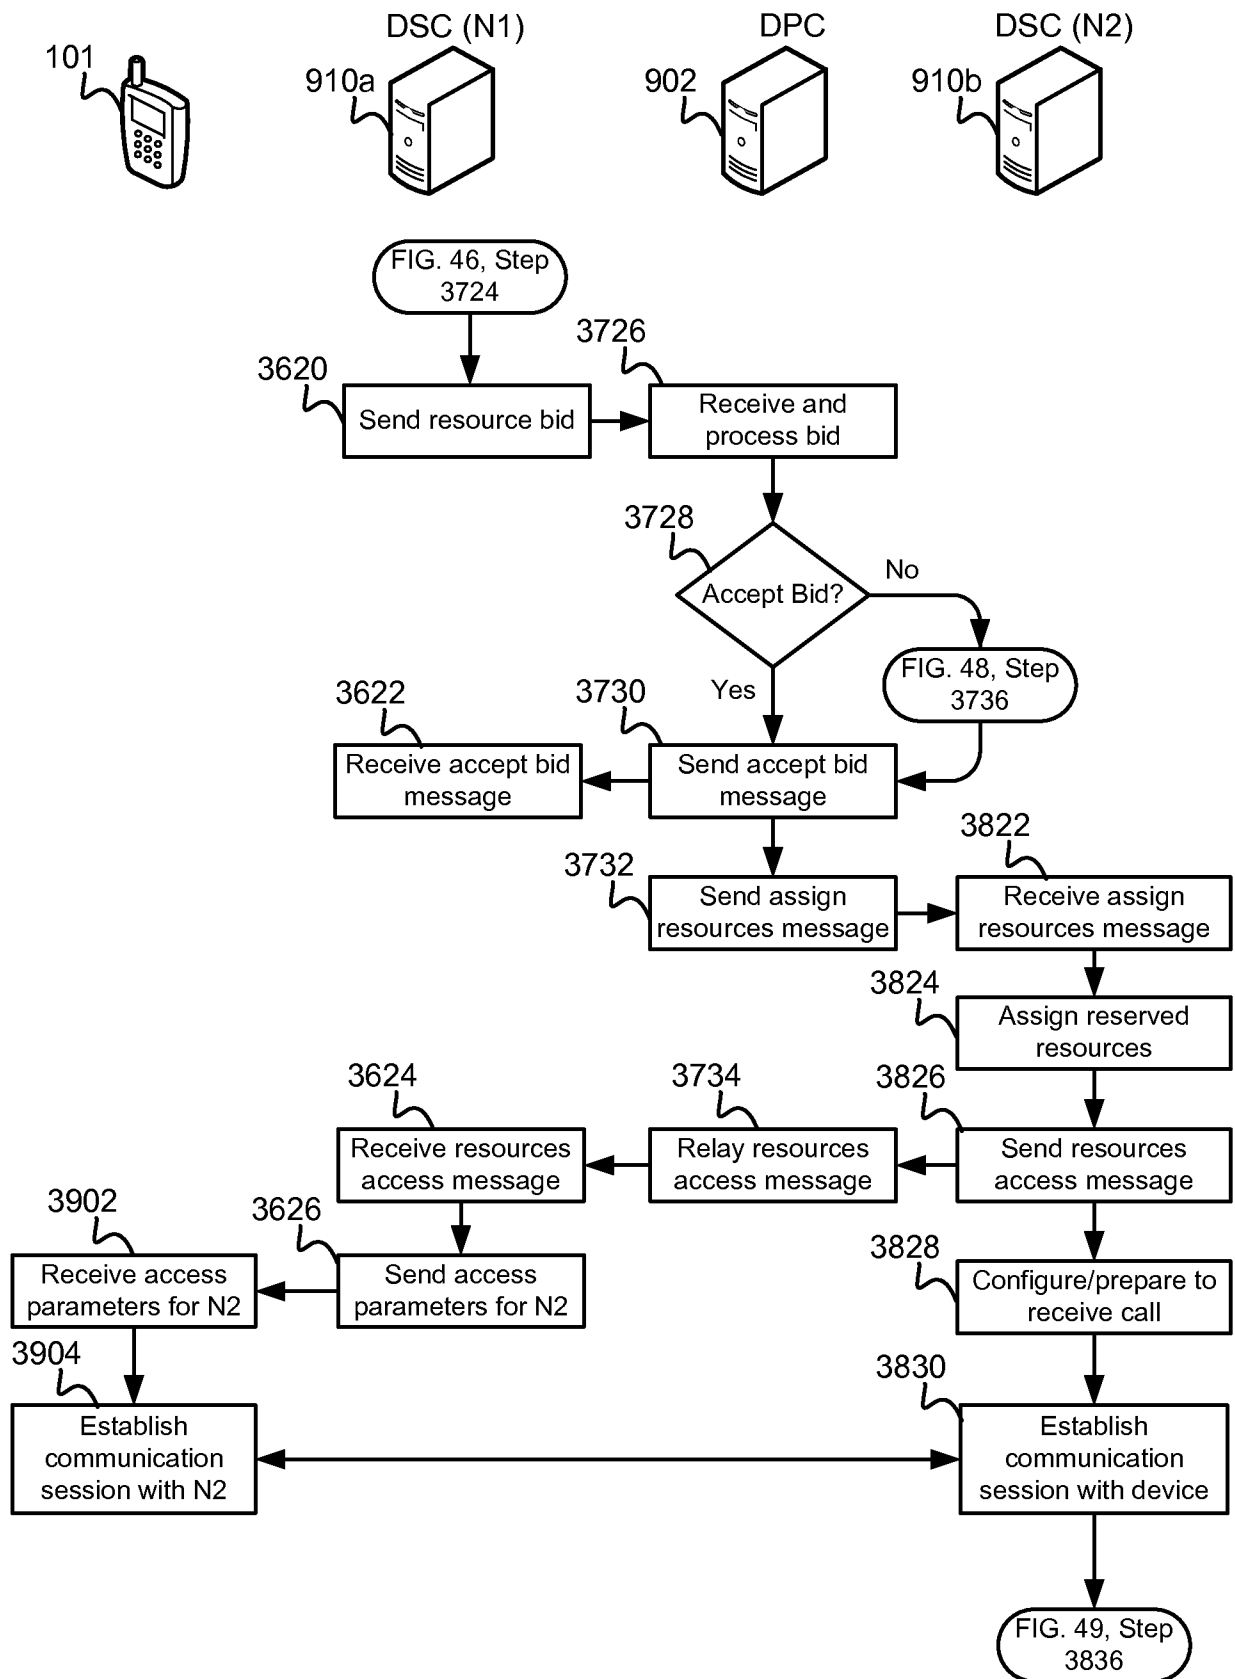 DSC (N1)
DPC
DSC (N2)
101
910a
902
910b
FIG. 46, Step
3724
3620
Send resource bid
3726
Receive and
process bid
3728
Accept Bid?
No
FIG. 48, Step
3736
Yes
3622
Receive accept bid
message
3730
Send accept bid
message
3732
Send assign
resources message
3822
Receive assign
resources message
3824
Assign reserved
resources
3826
Send resources
access message
3734
Relay resources
access message
3624
Receive resources
access message
3626
Send access
parameters for N2
3902
Receive access
parameters for N2
3828
Configure/prepare to
receive call
3904
Establish
communication
session with N2
3830
Establish
communication
session with device
FIG. 49, Step
3836